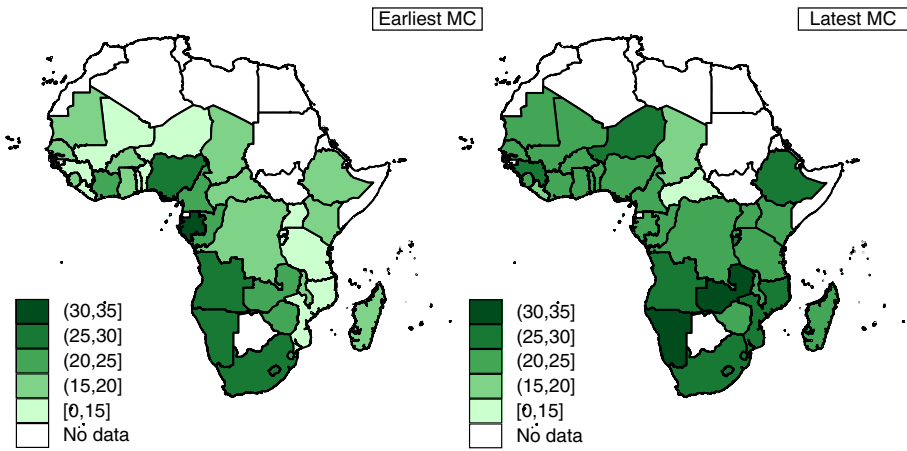 Earliest MC
(30,35]
(25,30]
(20,25]
(15,20]
[0,15]
No data
Latest MC
(30,35]
(25,30]
(20,25]
(15,20]
[0,15]
No data